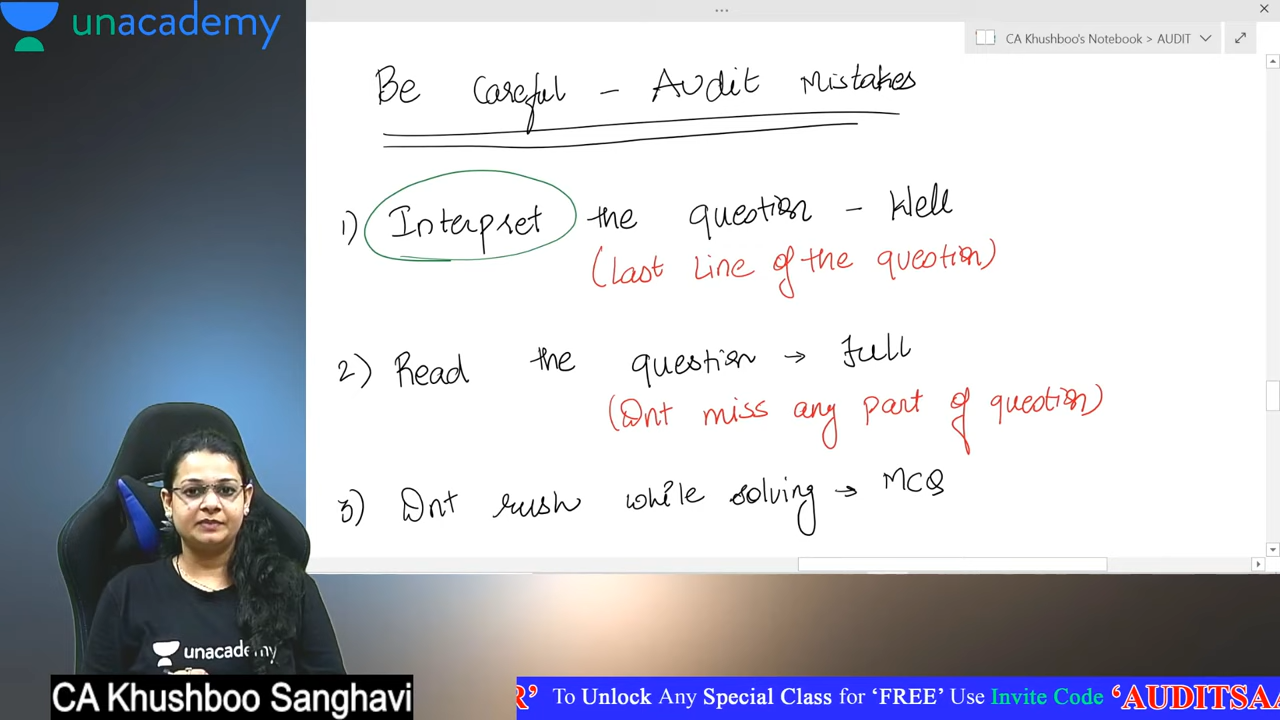 unacademy
CA Khushboo's Notebook > AUDIT
Be Careful - Audit Mistakes
1) Interpret the question - Well
(Last Line of the question)
2) Read the question → Full
(Dnt miss any part of question)
3) Dnt rush while solving → MCQ
unacademy
CA Khushboo Sanghavi
R' To Unlock Any Special Class for 'FREE' Use Invite Code 'AUDITSA